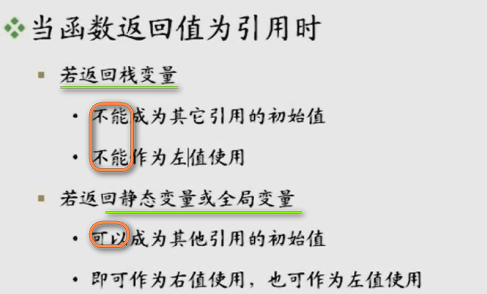 当函数返回值为引用时
若返回栈变量
不能成为其它引用的初始值
不能作为左值使用
若返回静态变量或全局变量
可以成为其他引用的初始值
即可作为右值使用，也可作为左值使用